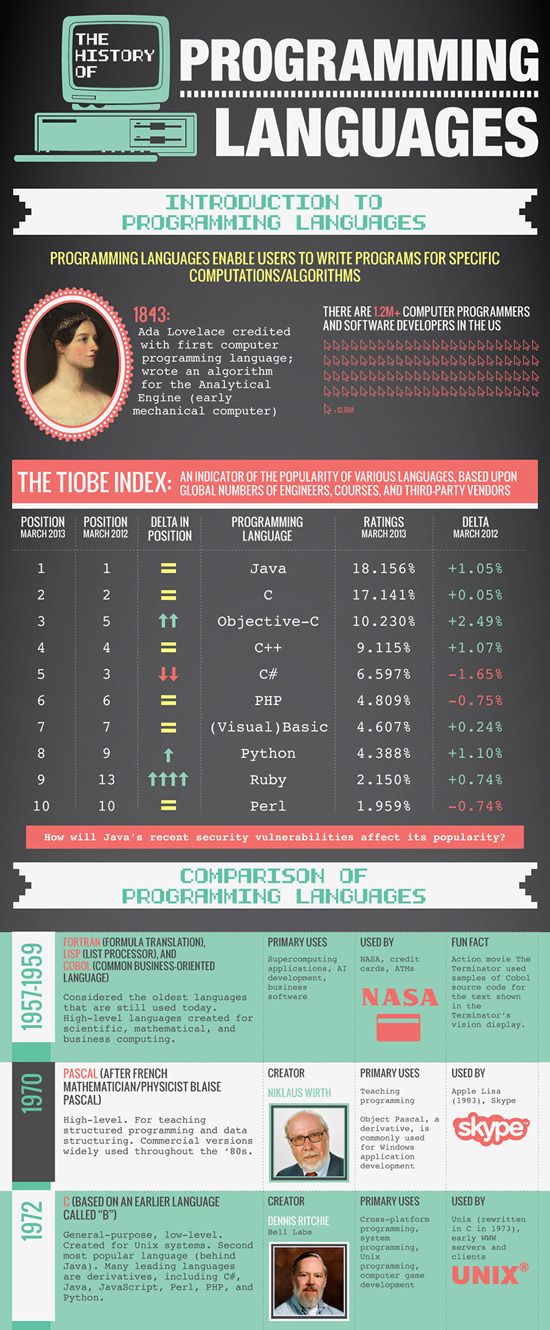 THE
HISTORY
OF
PROGRAMMING
LANGUAGES
INTRODUCTION TO
PROGRAMMING LANGUAGES
PROGRAMMING LANGUAGES ENABLE USERS TO WRITE PROGRAMS FOR SPECIFIC
COMPUTATIONS/ALGORITHMS
1843:
Ada Lovelace credited
with first computer
programming language;
wrote an algorithm
for the Analytical
Engine (early
mechanical computer)
THERE ARE 1.2M+ COMPUTER PROGRAMMERS
AND SOFTWARE DEVELOPERS IN THE US
=12,500
THE TIOBE INDEX: AN INDICATOR OF THE POPULARITY OF VARIOUS LANGUAGES, BASED UPON
GLOBAL NUMBERS OF ENGINEERS, COURSES, AND THIRD-PARTY VENDORS
POSITION MARCH 2013 POSITION MARCH 2012 DELTA IN POSITION PROGRAMMING LANGUAGE RATINGS MARCH 2013 DELTA MARCH 2012
1 1 = Java 18.156% +1.05%
2 2 = C 17.141% +0.05%
3 5 ↑↑ Objective-C 10.230% +2.49%
4 4 = C++ 9.115% +1.07%
5 3 ↓↓ C# 6.597% -1.65%
6 6 = PHP 4.809% -0.75%
7 7 = (Visual)Basic 4.607% +0.24%
8 9 ↑ Python 4.388% +1.10%
9 13 ↑↑↑↑ Ruby 2.150% +0.74%
10 10 = Perl 1.959% -0.74%
How will Java's recent security vulnerabilities affect its popularity?
COMPARISON OF
PROGRAMMING LANGUAGES
1957-1959
FORTRAN (FORMULA TRANSLATION),
LISP (LIST PROCESSOR), AND
COBOL (COMMON BUSINESS-ORIENTED
LANGUAGE)
Considered the oldest languages
that are still used today.
High-level languages created for
scientific, mathematical, and
business computing.
PRIMARY USES
Supercomputing
applications, AI
development,
business
software
USED BY
NASA, credit
cards, ATMs
NASA
FUN FACT
Action movie The
Terminator used
samples of Cobol
source code for
the text shown
in the
Terminator's
vision display.
1970
PASCAL (AFTER FRENCH
MATHEMATICIAN/PHYSICIST BLAISE
PASCAL)
High-level. For teaching
structured programming and data
structuring. Commercial versions
widely used throughout the '80s.
CREATOR
NIKLAUS WIRTH
PRIMARY USES
Teaching
programming
Object Pascal, a
derivative, is
commonly used
for Windows
application
development
USED BY
Apple Lisa
(1983), Skype
skype™
1972
C (BASED ON AN EARLIER LANGUAGE
CALLED "B")
General-purpose, low-level.
Created for Unix systems. Second
most popular language (behind
Java). Many leading languages
are derivatives, including C#,
Java, JavaScript, Perl, PHP, and
Python.
CREATOR
DENNIS RITCHIE
Bell Labs
PRIMARY USES
Cross-platform
programming,
system
programming,
Unix
programming,
computer game
development
USED BY
Unix (rewritten
in C in 1973),
early WWW
servers and
clients
UNIX®